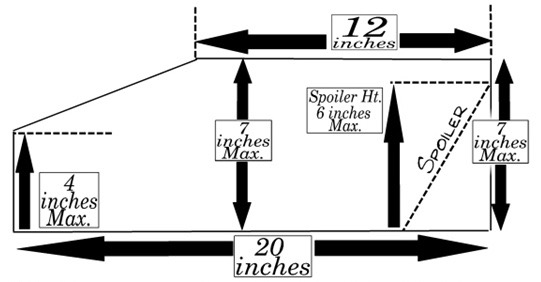 12
inches
Spoiler Ht.
6 inches
Max.
7
inches
Max.
SPOILER
7
inches
Max.
4
inches
Max.
20
inches